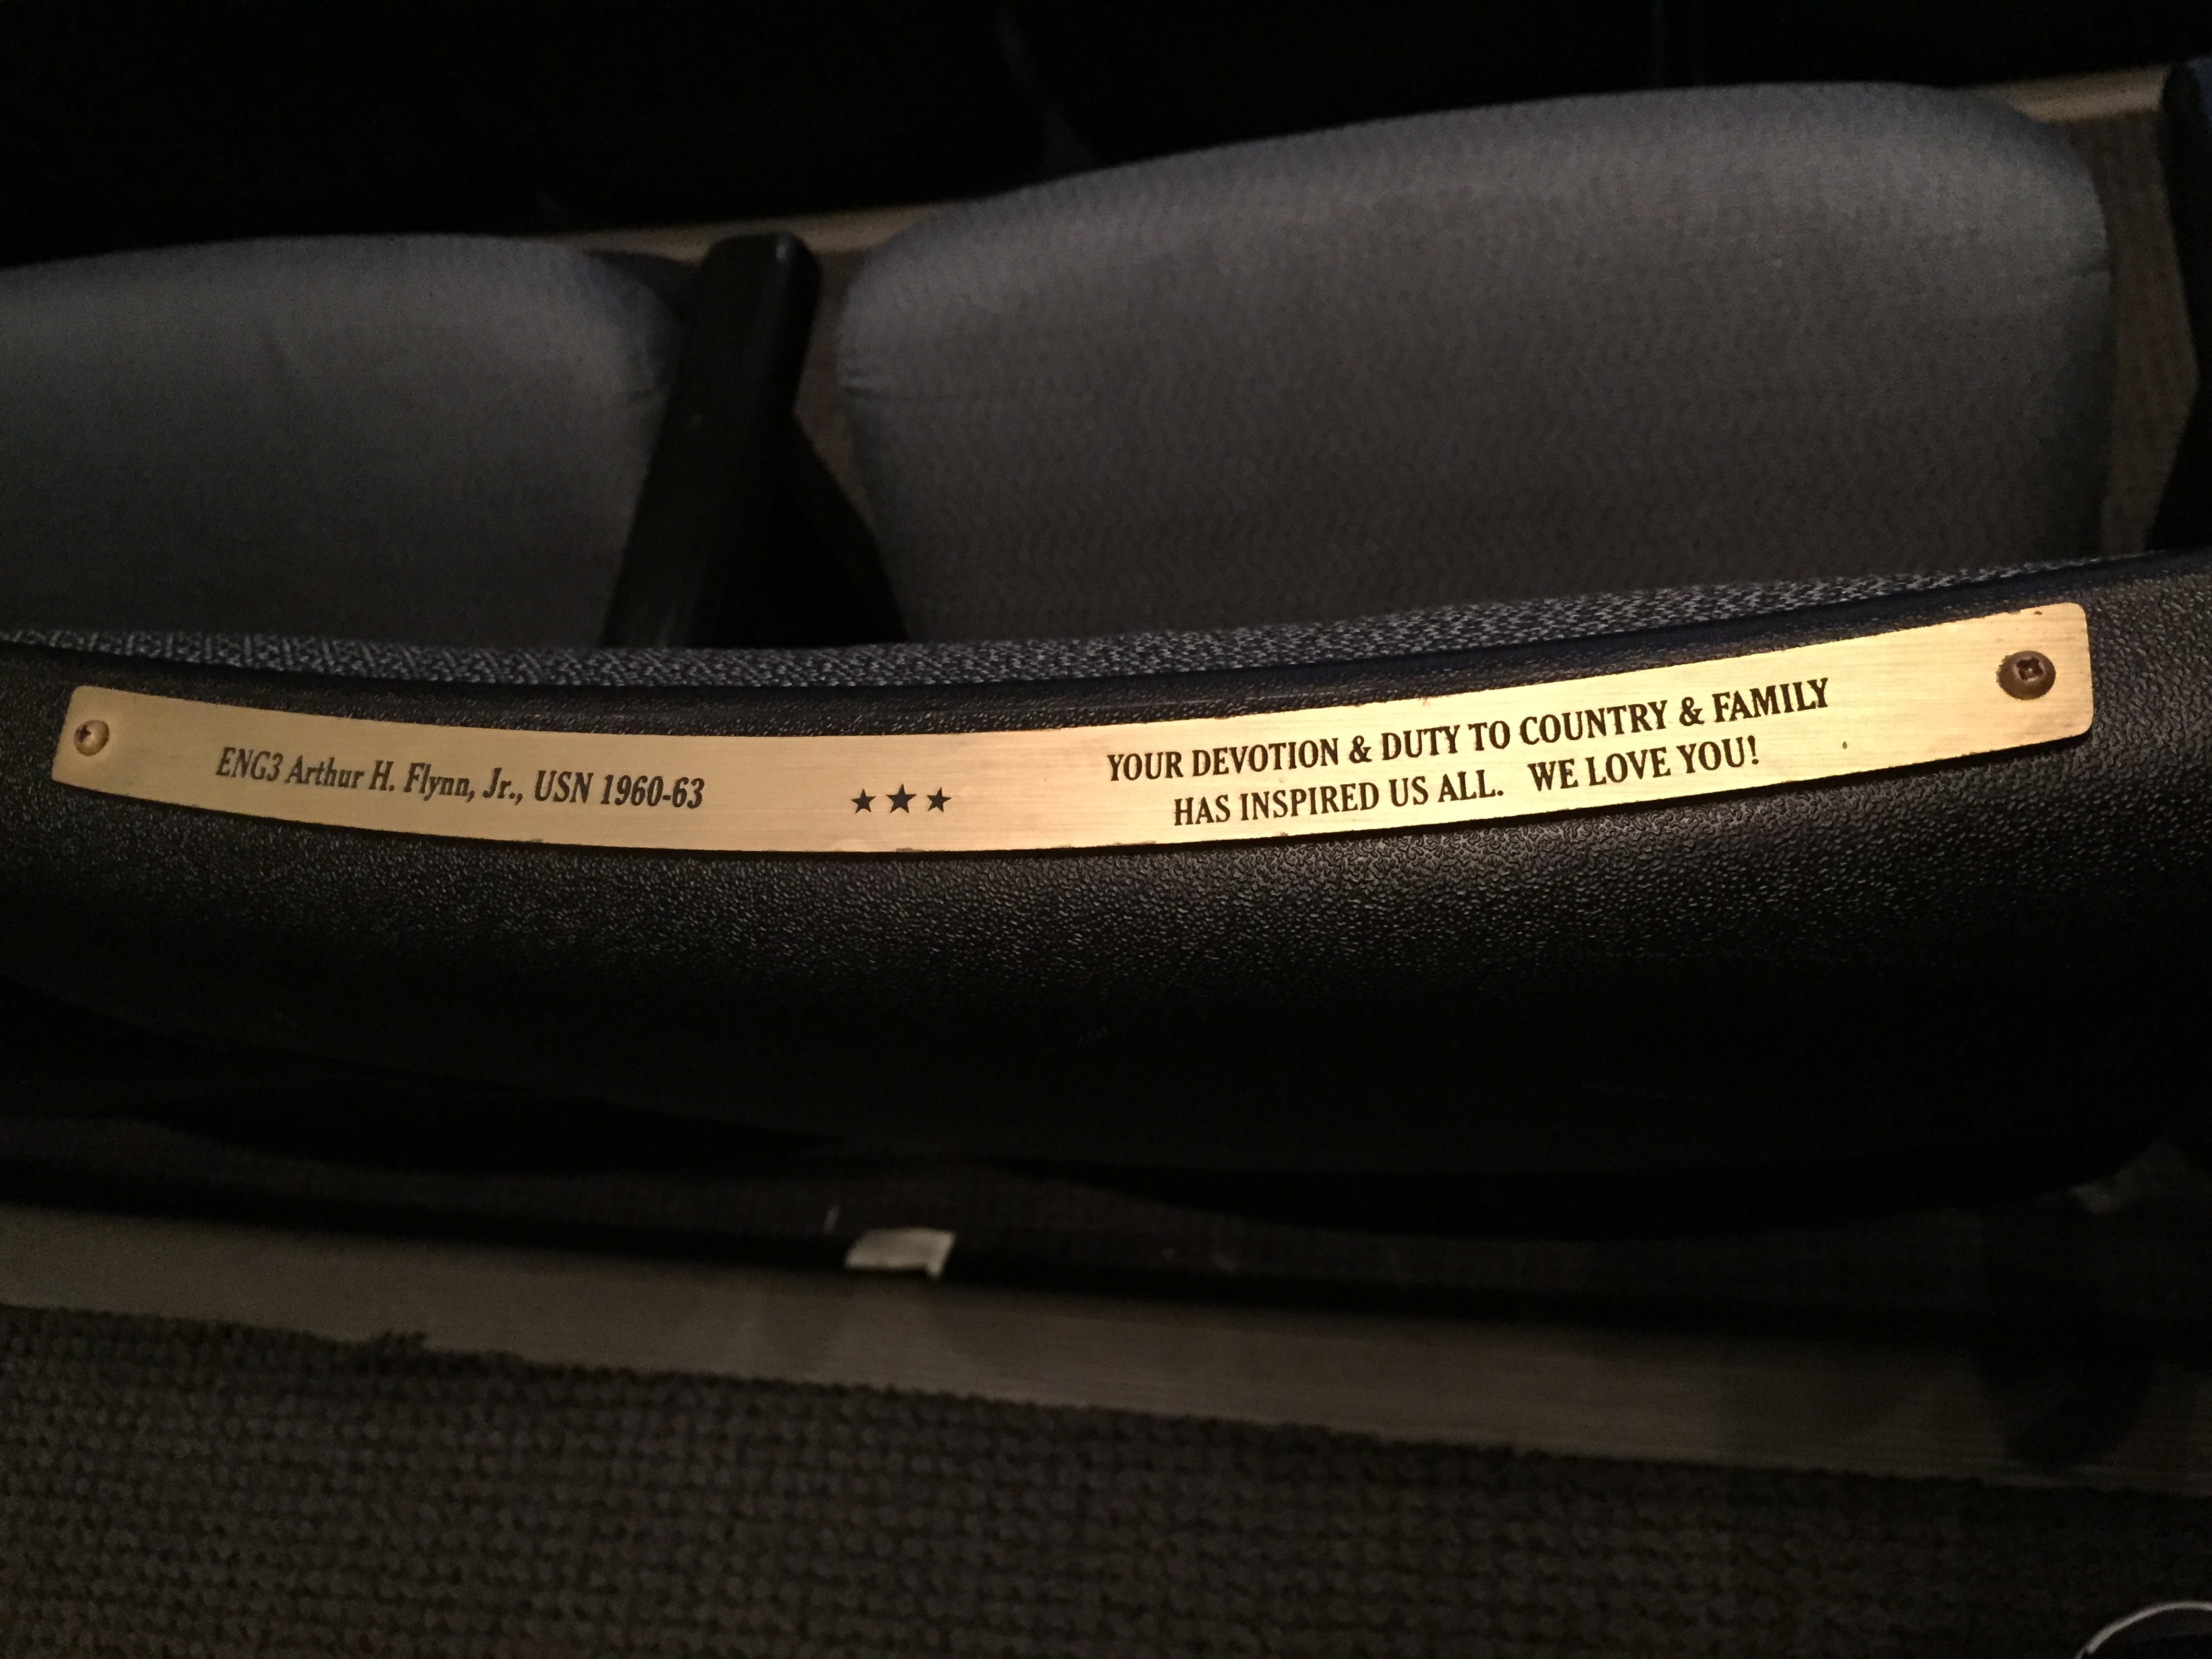 ENG3 Arthur H. Flynn, Jr., USN 1960-63
★★★
YOUR DEVOTION & DUTY TO COUNTRY & FAMILY
HAS INSPIRED US ALL. WE LOVE YOU!